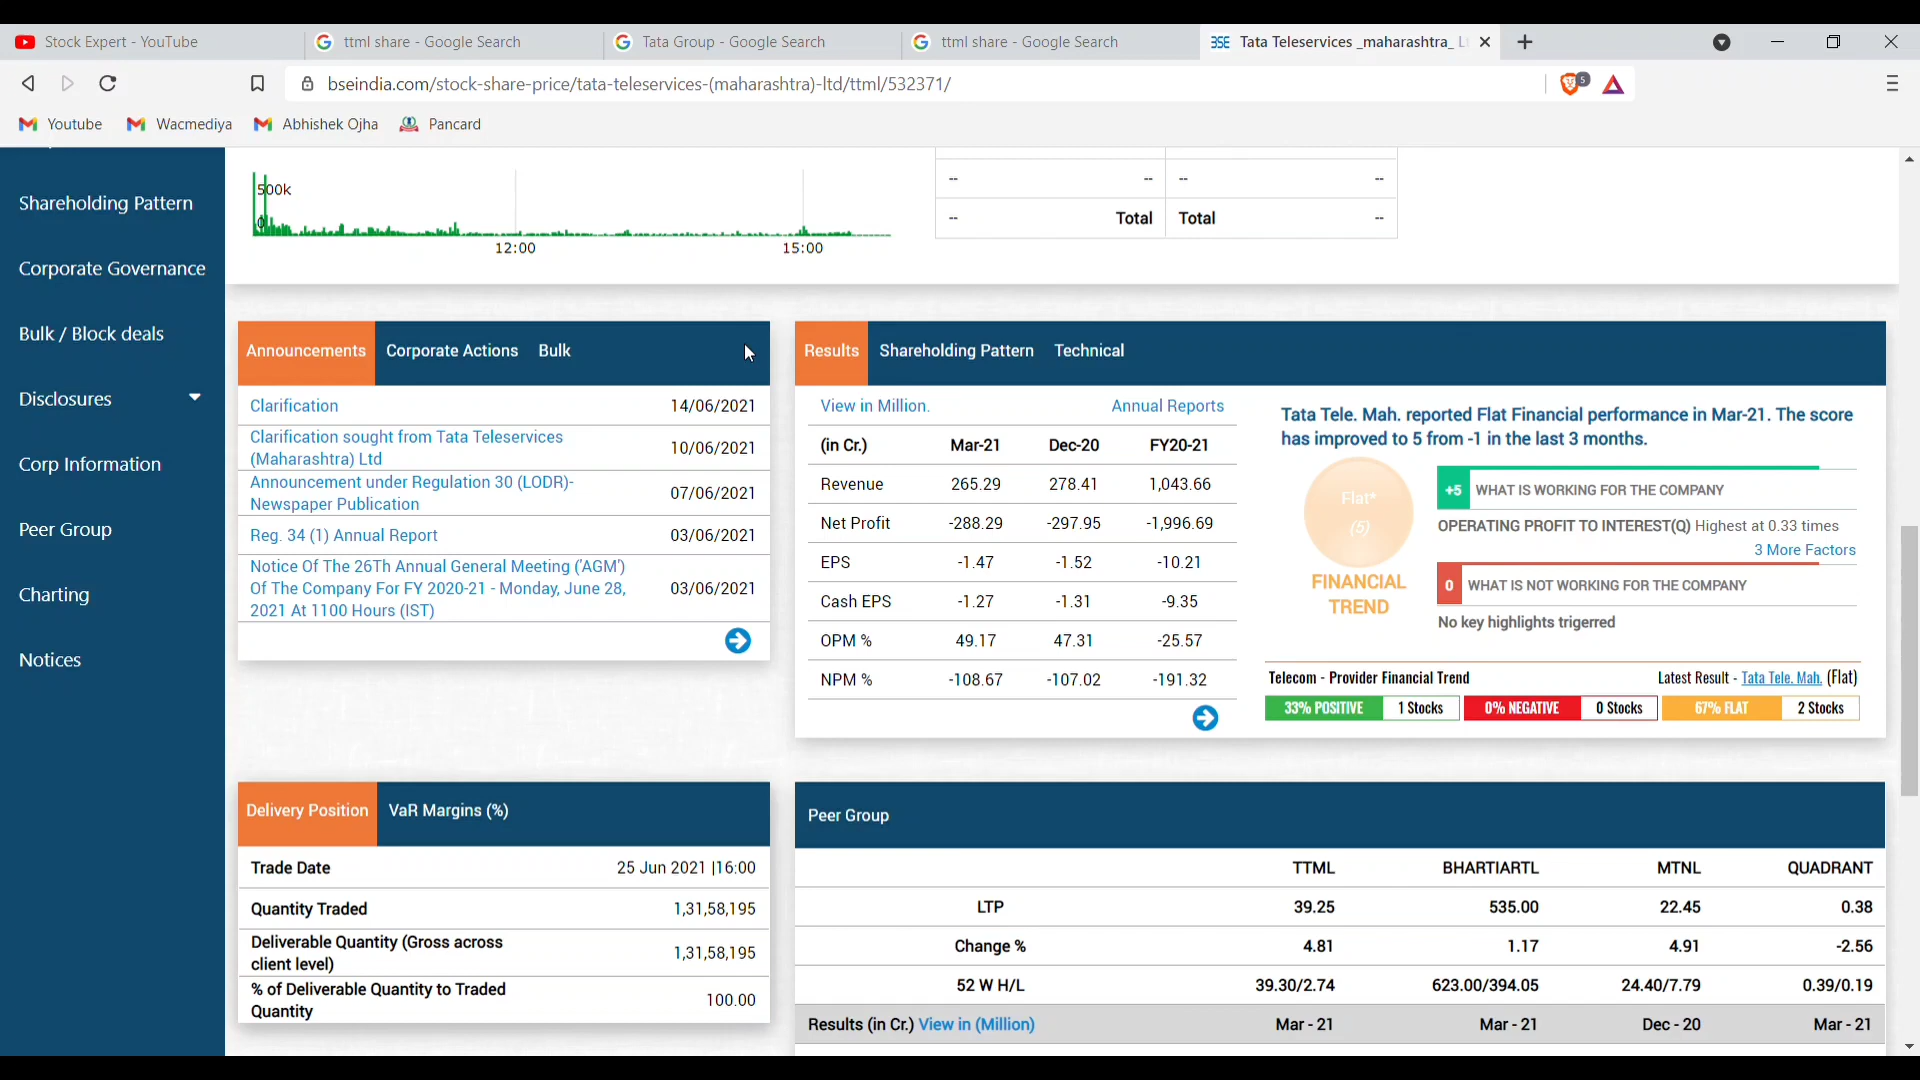 Stock Expert - YouTube
ttml share - Google Search
Tata Group - Google Search
ttml share - Google Search
Tata Teleservices _maharashtra_
bseindia.com/stock-share-price/tata-teleservices-(maharashtra)-ltd/ttml/532371/
5
Youtube
Wacmediya
Abhishek Ojha
Pancard
Shareholding Pattern
Corporate Governance
Bulk / Block deals
Disclosures
Corp Information
Peer Group
Charting
Notices
500k
0
12:00 15:00
-- -- -- --
-- Total Total --
Announcements Corporate Actions Bulk
Clarification 14/06/2021
Clarification sought from Tata Teleservices
(Maharashtra) Ltd 10/06/2021
Announcement under Regulation 30 (LODR)-
Newspaper Publication 07/06/2021
Reg. 34 (1) Annual Report 03/06/2021
Notice Of The 26Th Annual General Meeting ('AGM')
Of The Company For FY 2020-21 - Monday, June 28, 03/06/2021
2021 At 1100 Hours (IST)
Results Shareholding Pattern Technical
View in Million. Annual Reports
(in Cr.) Mar-21 Dec-20 FY20-21
Revenue 265.29 278.41 1,043.66
Net Profit -288.29 -297.95 -1,996.69
EPS -1.47 -1.52 -10.21
Cash EPS -1.27 -1.31 -9.35
OPM % 49.17 47.31 -25.57
NPM % -108.67 -107.02 -191.32
Tata Tele. Mah. reported Flat Financial performance in Mar-21. The score
has improved to 5 from -1 in the last 3 months.
Flat*
(5)
FINANCIAL
TREND
+5 WHAT IS WORKING FOR THE COMPANY
OPERATING PROFIT TO INTEREST(Q) Highest at 0.33 times
3 More Factors
0 WHAT IS NOT WORKING FOR THE COMPANY
No key highlights trigerred
Telecom - Provider Financial Trend Latest Result - Tata Tele. Mah. (Flat)
33% POSITIVE 1 Stocks 0% NEGATIVE 0 Stocks 67% FLAT 2 Stocks
Delivery Position VaR Margins (%)
Trade Date 25 Jun 2021 |16:00
Quantity Traded 1,31,58,195
Deliverable Quantity (Gross across
client level) 1,31,58,195
% of Deliverable Quantity to Traded
Quantity 100.00
Peer Group
TTML BHARTIARTL MTNL QUADRANT
LTP 39.25 535.00 22.45 0.38
Change % 4.81 1.17 4.91 -2.56
52 W H/L 39.30/2.74 623.00/394.05 24.40/7.79 0.39/0.19
Results (in Cr.) View in (Million) Mar - 21 Mar - 21 Dec - 20 Mar - 21